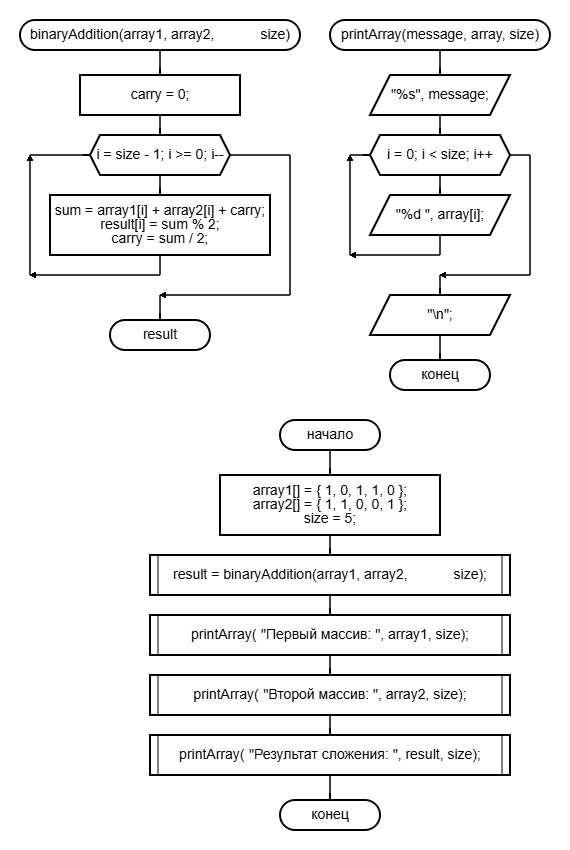 binaryAddition(array1, array2, size)
carry = 0;
i = size - 1; i >= 0; i--
sum = array1[i] + array2[i] + carry;
result[i] = sum % 2;
carry = sum / 2;
result
printArray(message, array, size)
"%s", message;
i = 0; i < size; i++
"%d ", array[i];
"\n";
конец
начало
array1[] = { 1, 0, 1, 1, 0 };
array2[] = { 1, 1, 0, 0, 1 };
size = 5;
result = binaryAddition(array1, array2, size);
printArray( "Первый массив: ", array1, size);
printArray( "Второй массив: ", array2, size);
printArray( "Результат сложения: ", result, size);
конец